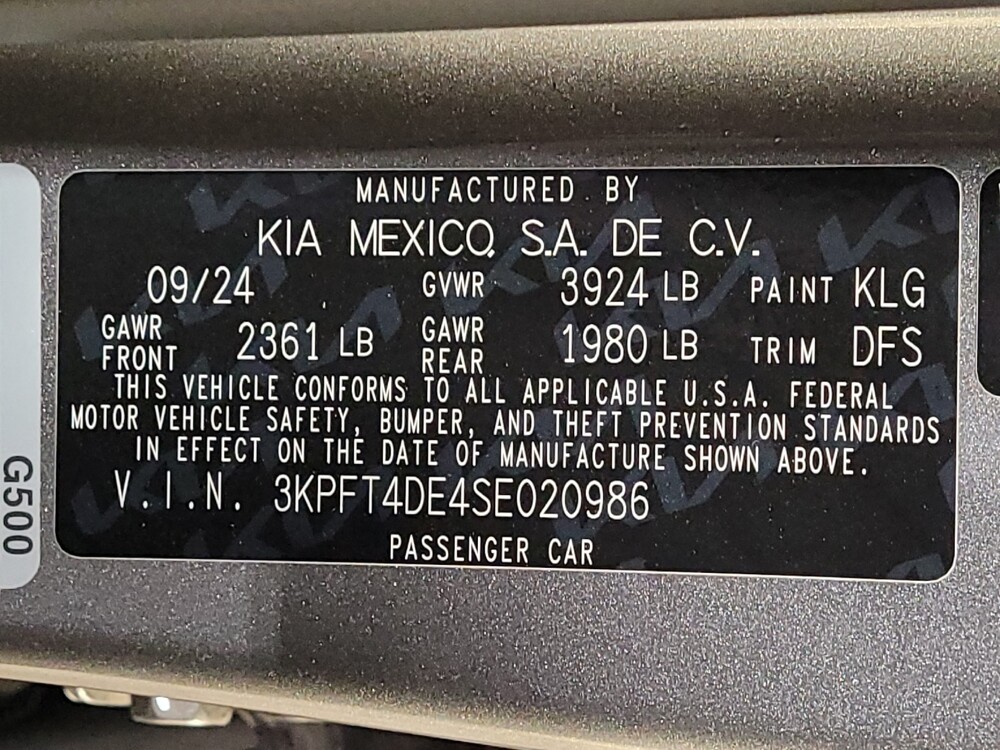 MANUFACTURED BY
KIA MEXICO, S.A. DE C.V.
09/24 GVWR 3924 LB PAINT KLG
GAWR FRONT 2361 LB GAWR REAR 1980 LB TRIM DFS
THIS VEHICLE CONFORMS TO ALL APPLICABLE U.S.A. FEDERAL
MOTOR VEHICLE SAFETY, BUMPER, AND THEFT PREVENTION STANDARDS
IN EFFECT ON THE DATE OF MANUFACTURE SHOWN ABOVE.
V.I.N. 3KPFT4DE4SE020986
PASSENGER CAR
G500